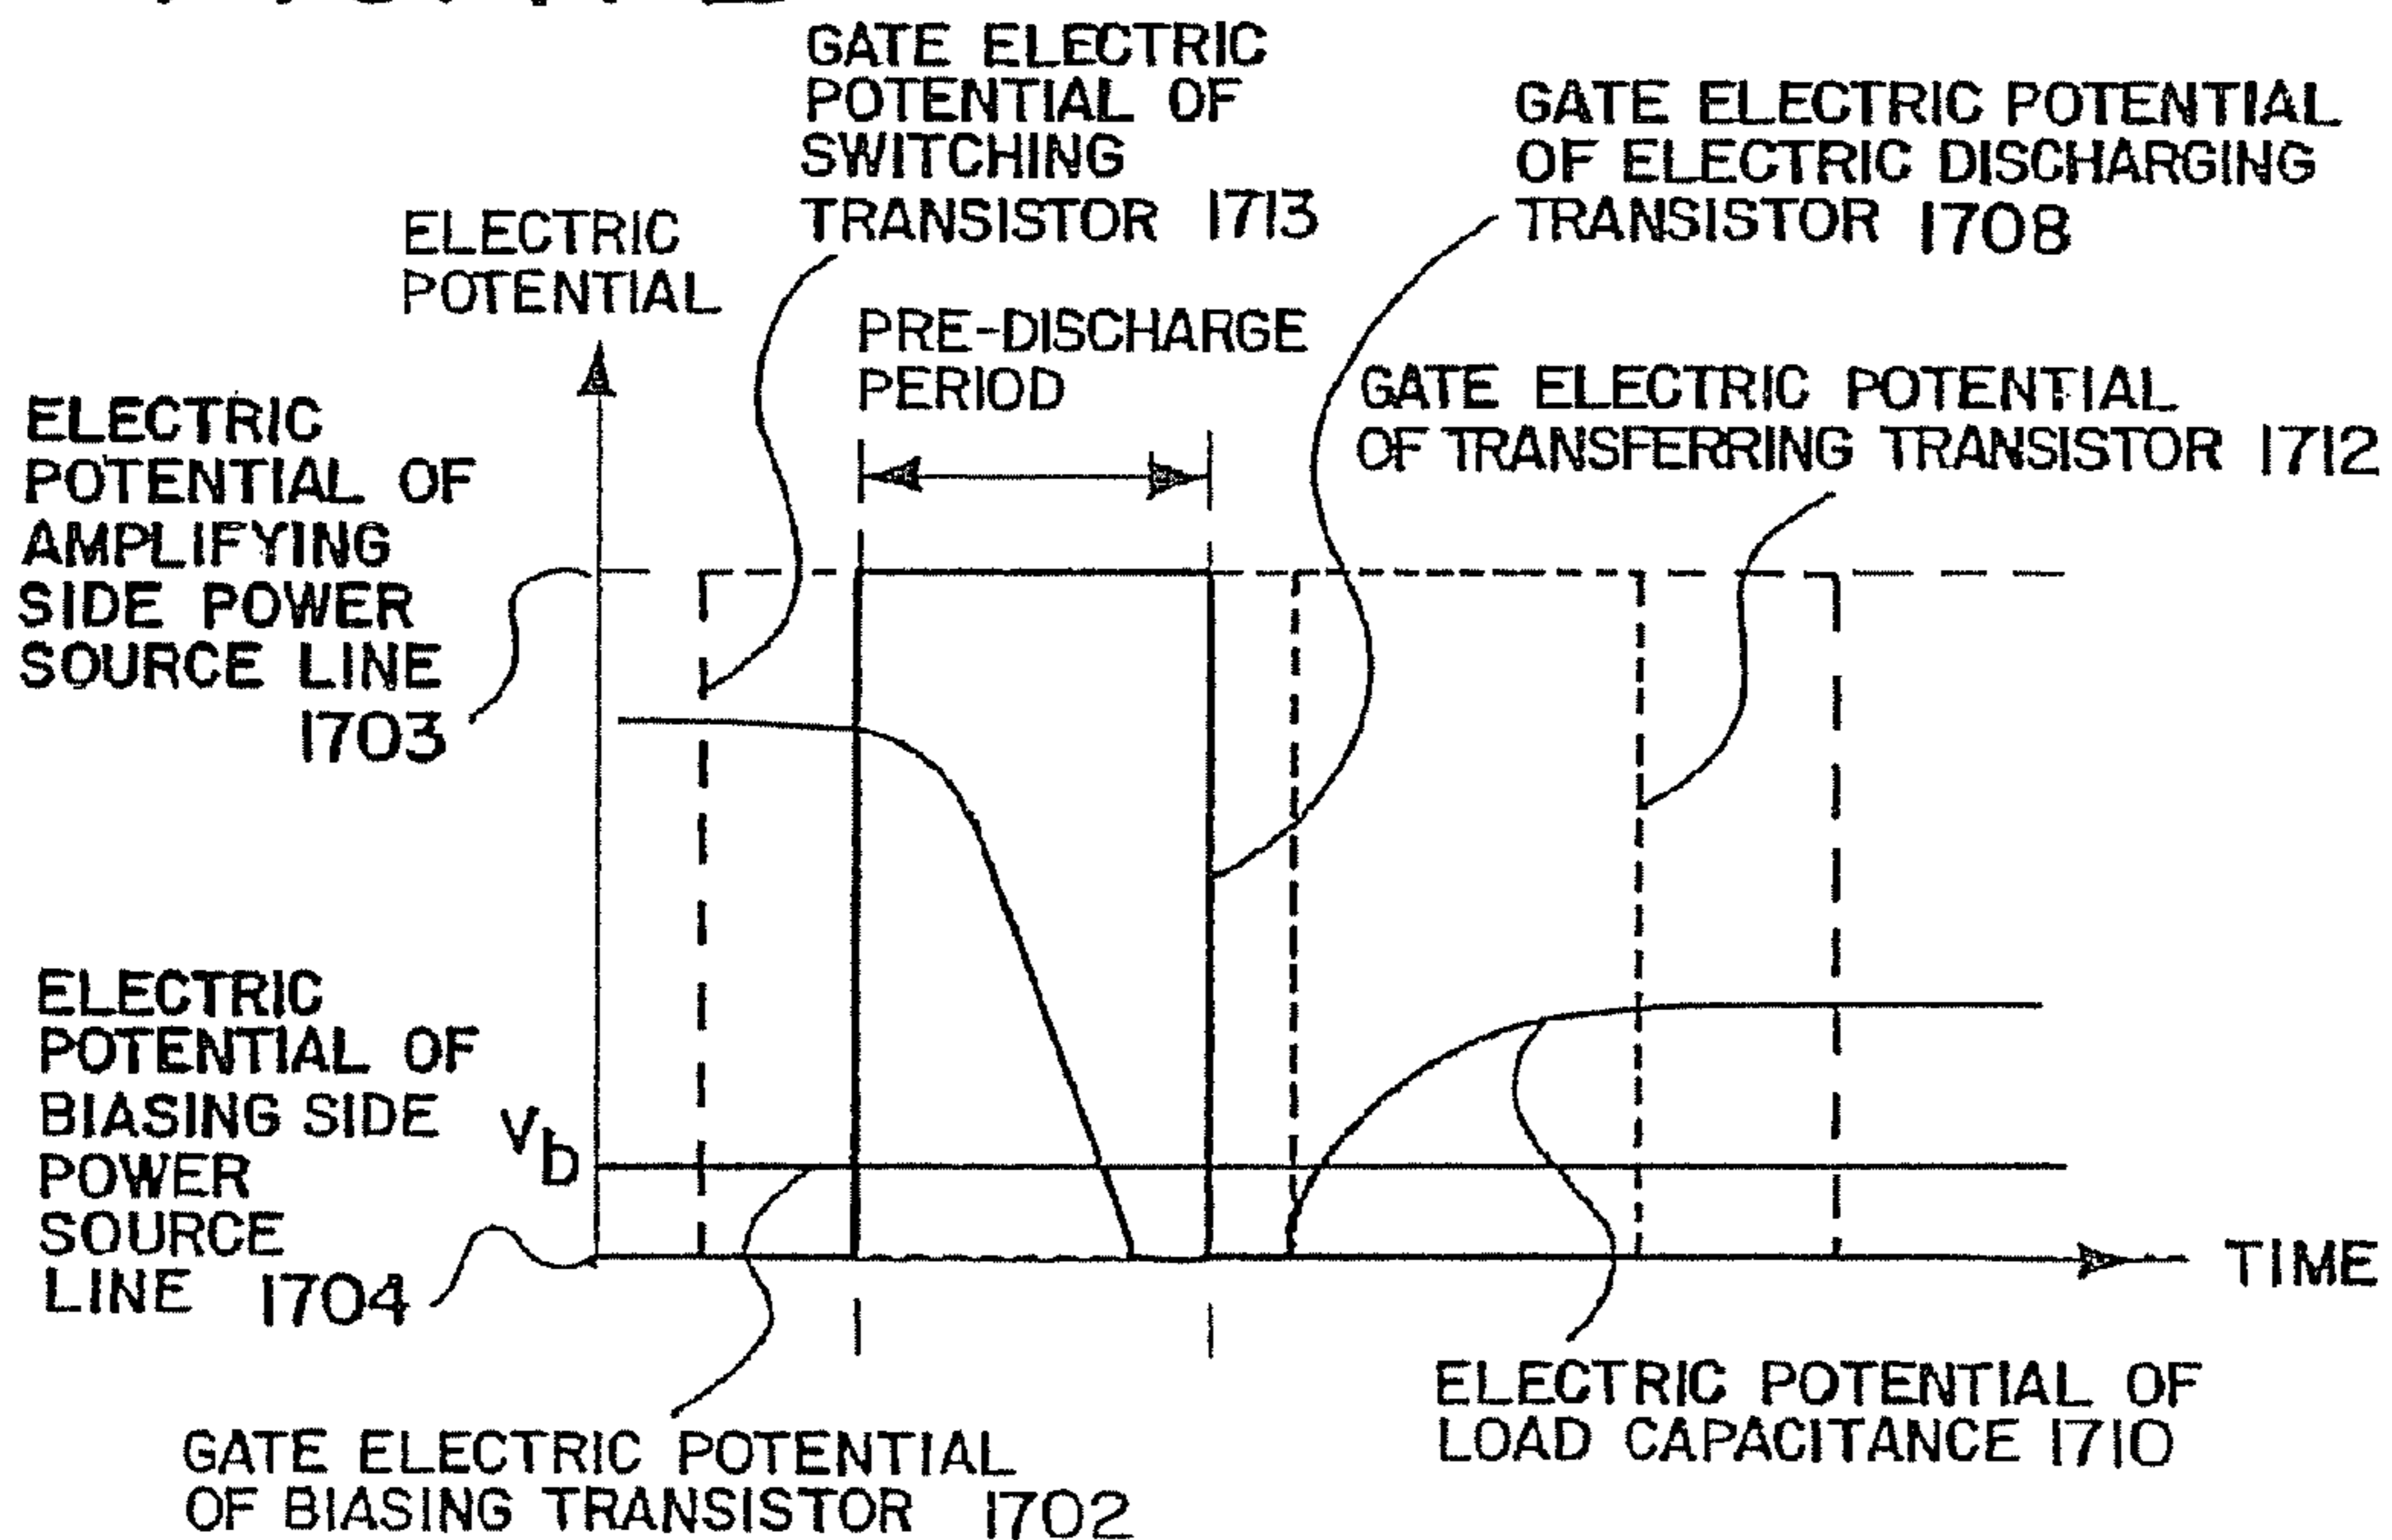 GATE ELECTRIC
POTENTIAL OF
SWITCHING
TRANSISTOR 1713
GATE ELECTRIC POTENTIAL
OF ELECTRIC DISCHARGING
TRANSISTOR 1708
ELECTRIC
POTENTIAL
PRE-DISCHARGE
PERIOD
GATE ELECTRIC POTENTIAL
OF TRANSFERRING TRANSISTOR 1712
ELECTRIC
POTENTIAL OF
AMPLIFYING
SIDE POWER
SOURCE LINE
1703
ELECTRIC
POTENTIAL OF
BIASING SIDE
POWER
SOURCE
LINE 1704
Vb
TIME
GATE ELECTRIC POTENTIAL
OF BIASING TRANSISTOR 1702
ELECTRIC POTENTIAL OF
LOAD CAPACITANCE 1710